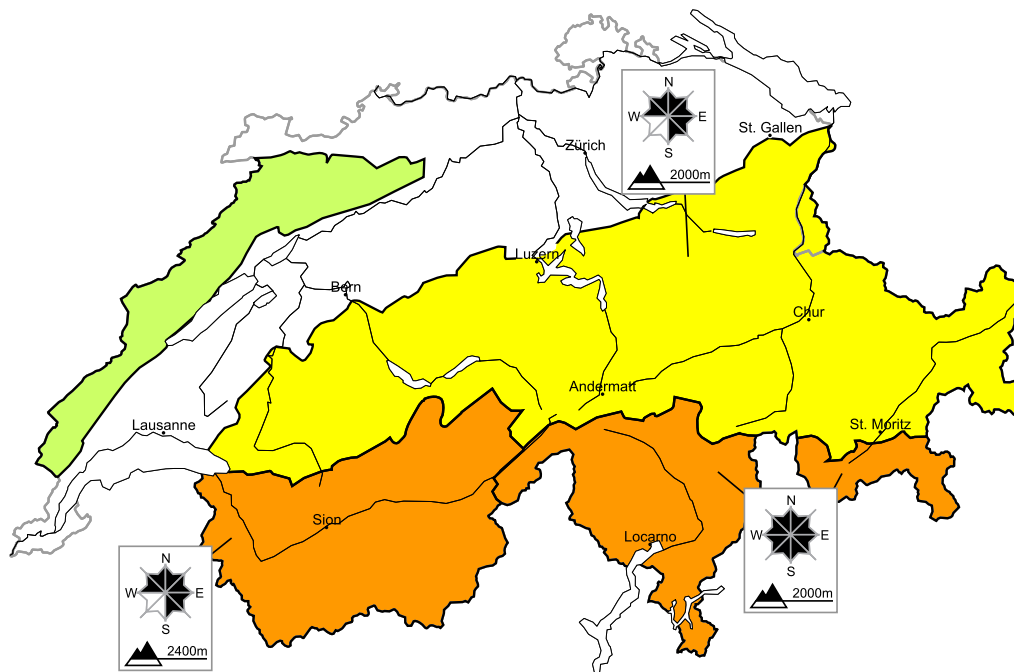 N
W E
S
2000m
St. Gallen
Zürich
Luzern
Bern
Chur
Andermatt
Lausanne
St. Moritz
Sion
Locarno
N
W E
S
2000m
N
W E
S
2400m